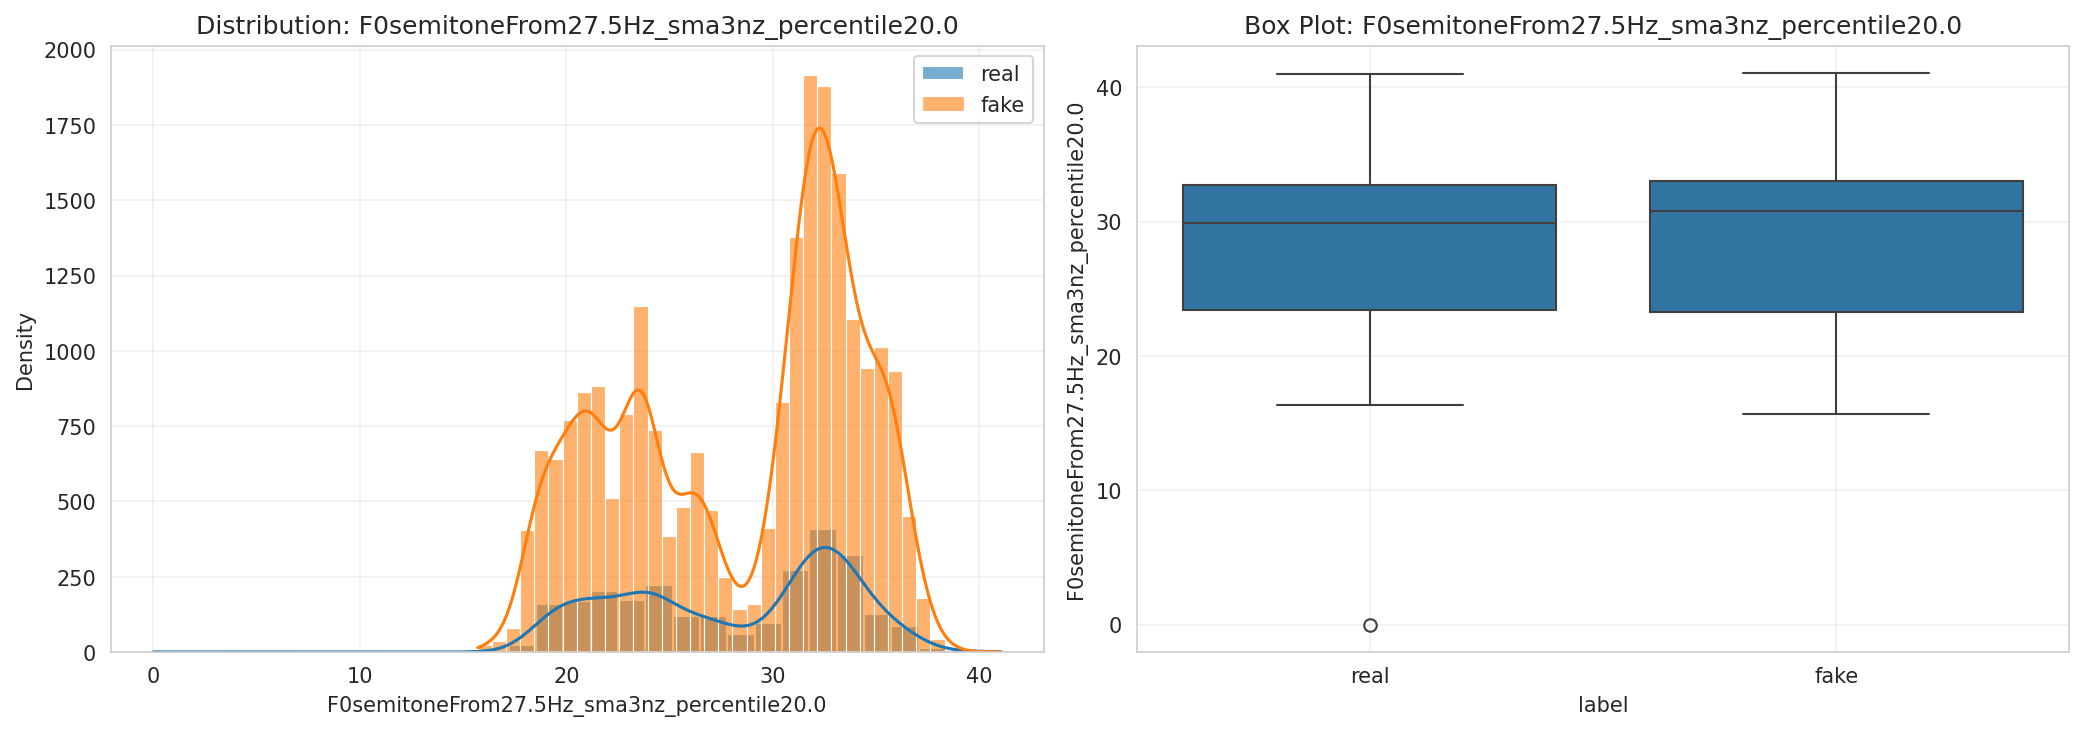 Distribution: F0semitoneFrom27.5Hz_sma3nz_percentile20.0
real
fake
Density
2000
1750
1500
1250
1000
750
500
250
0
0 10 20 30 40
F0semitoneFrom27.5Hz_sma3nz_percentile20.0
Box Plot: F0semitoneFrom27.5Hz_sma3nz_percentile20.0
F0semitoneFrom27.5Hz_sma3nz_percentile20.0
40
30
20
10
0
real fake
label